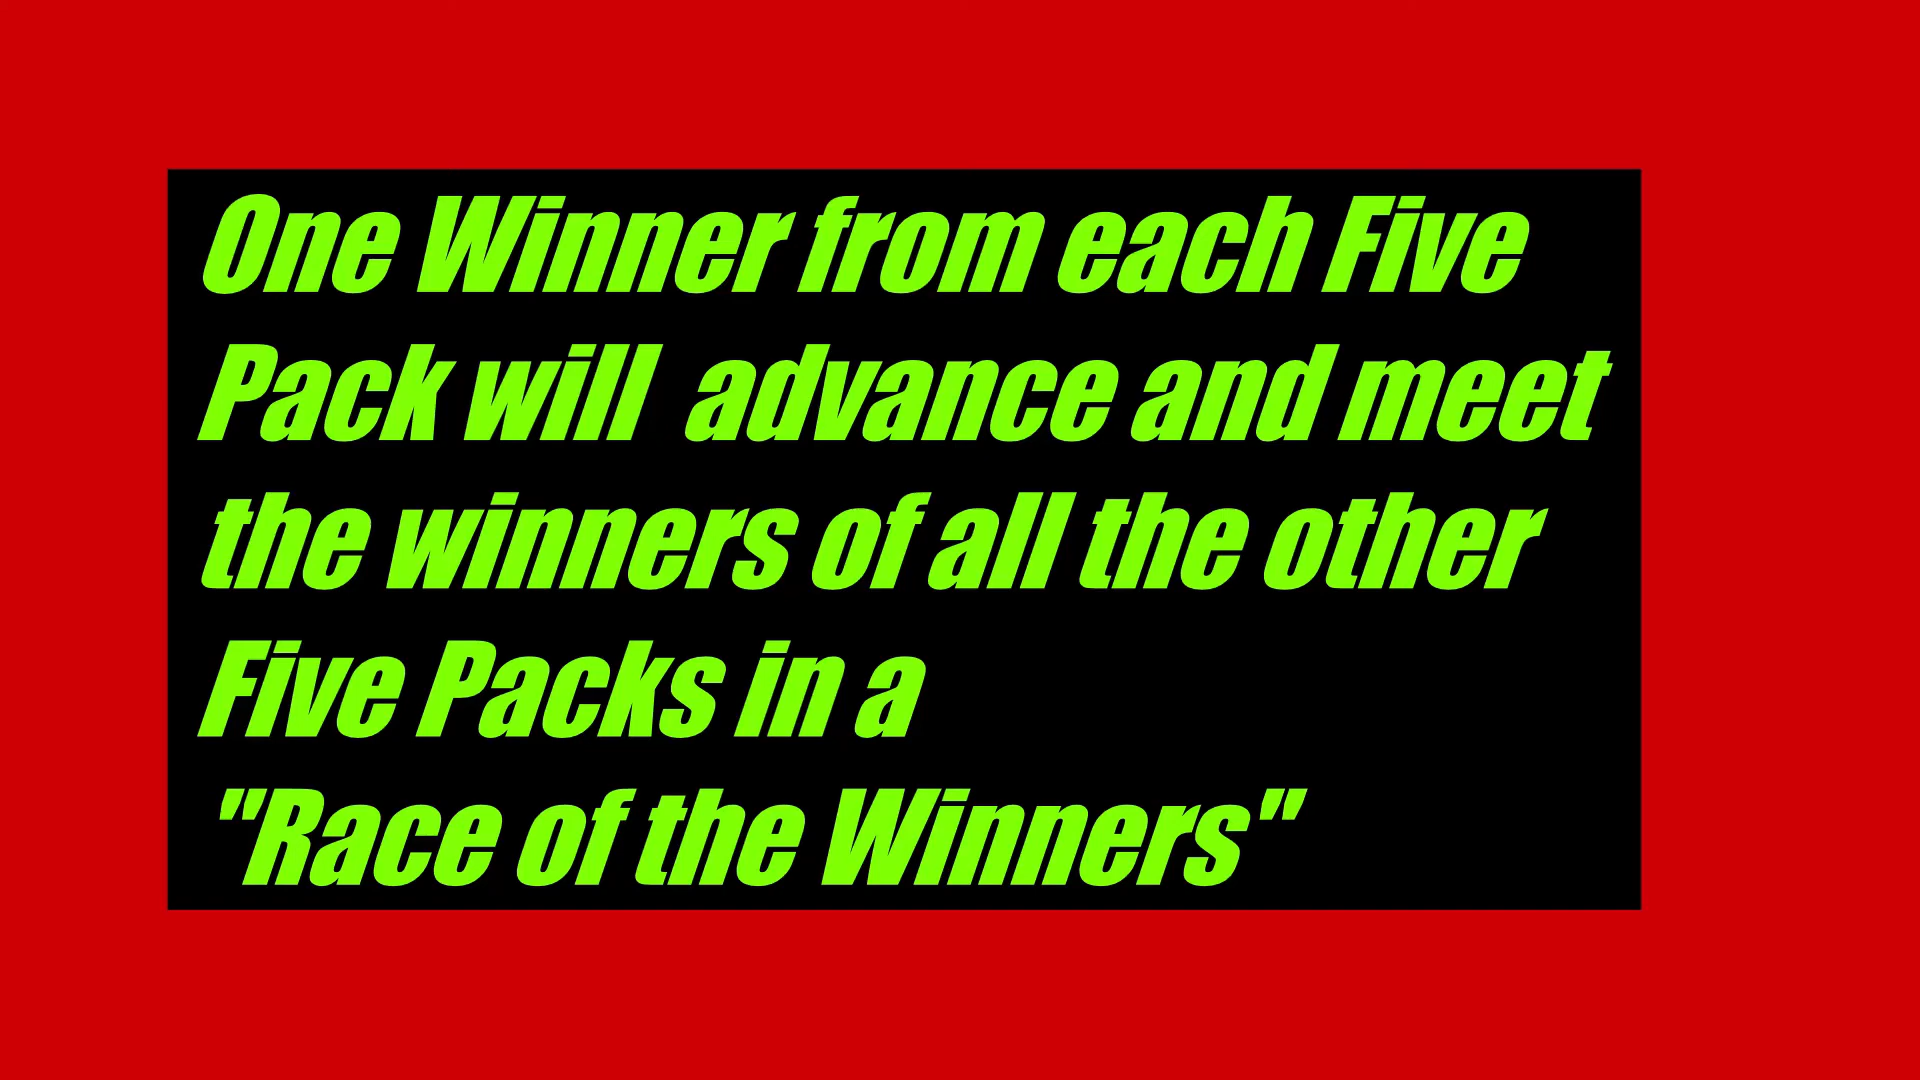 One Winner from each Five
Pack will  advance and meet
the winners of all the other
Five Packs in a
"Race of the Winners"